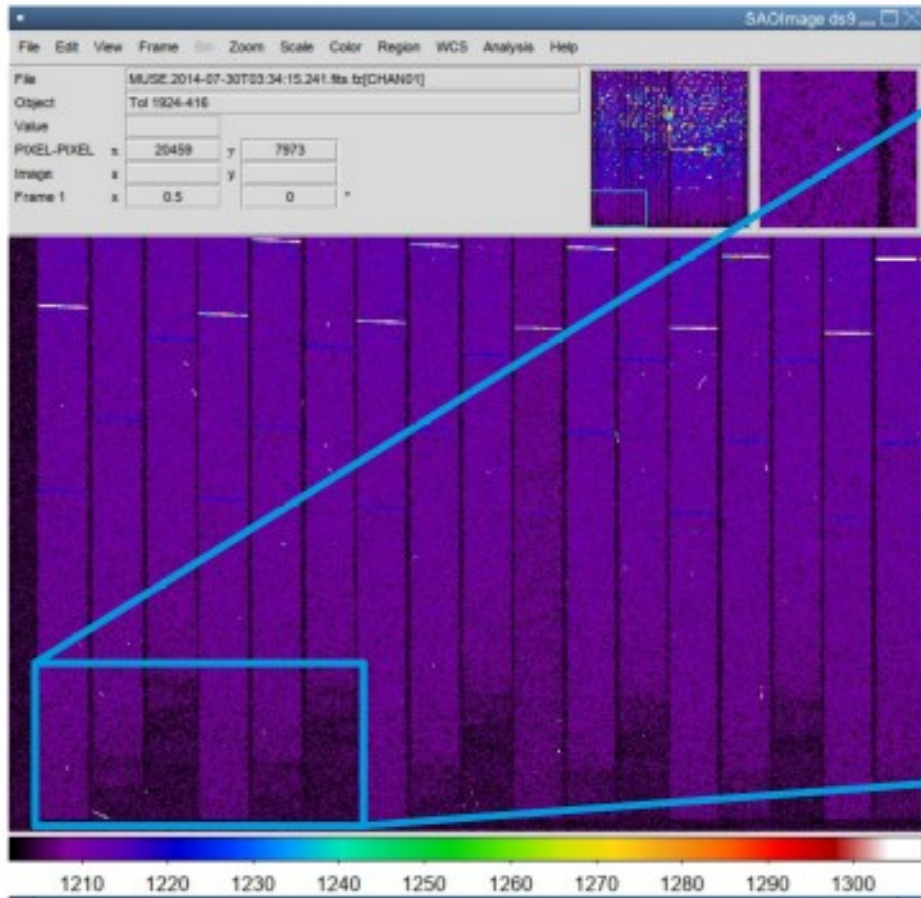 SAOImage ds9
File Edit View Frame Bin Zoom Scale Color Region WCS Analysis Help
File MUSE.2014-07-30T03:34:15.241.fits.fz[CHAN01]
Object Tol 1924-416
Value
PIXEL-PIXEL x 20459 y 7973
Image x y
Frame 1 x 0.5 0 °
1210 1220 1230 1240 1250 1260 1270 1280 1290 1300